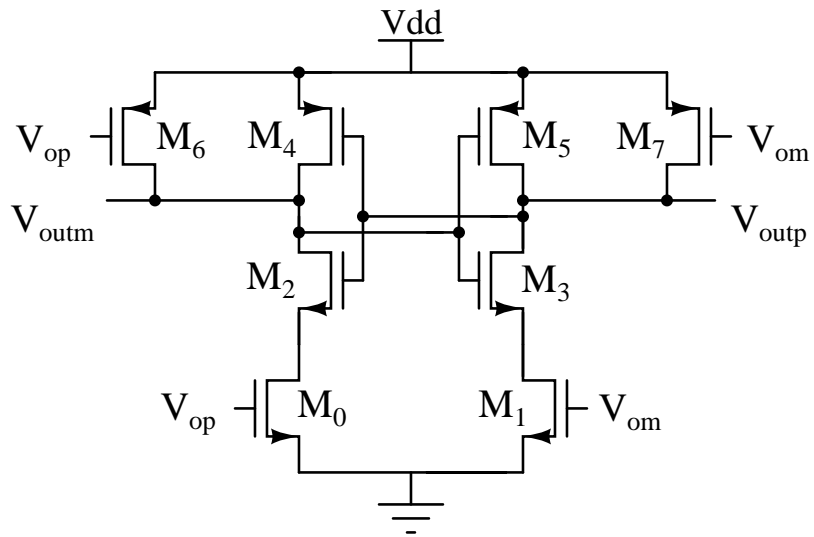 Vdd
V_op M_6 M_4 M_5 M_7 V_om
V_outm V_outp
M_2 M_3
V_op M_0 M_1 V_om